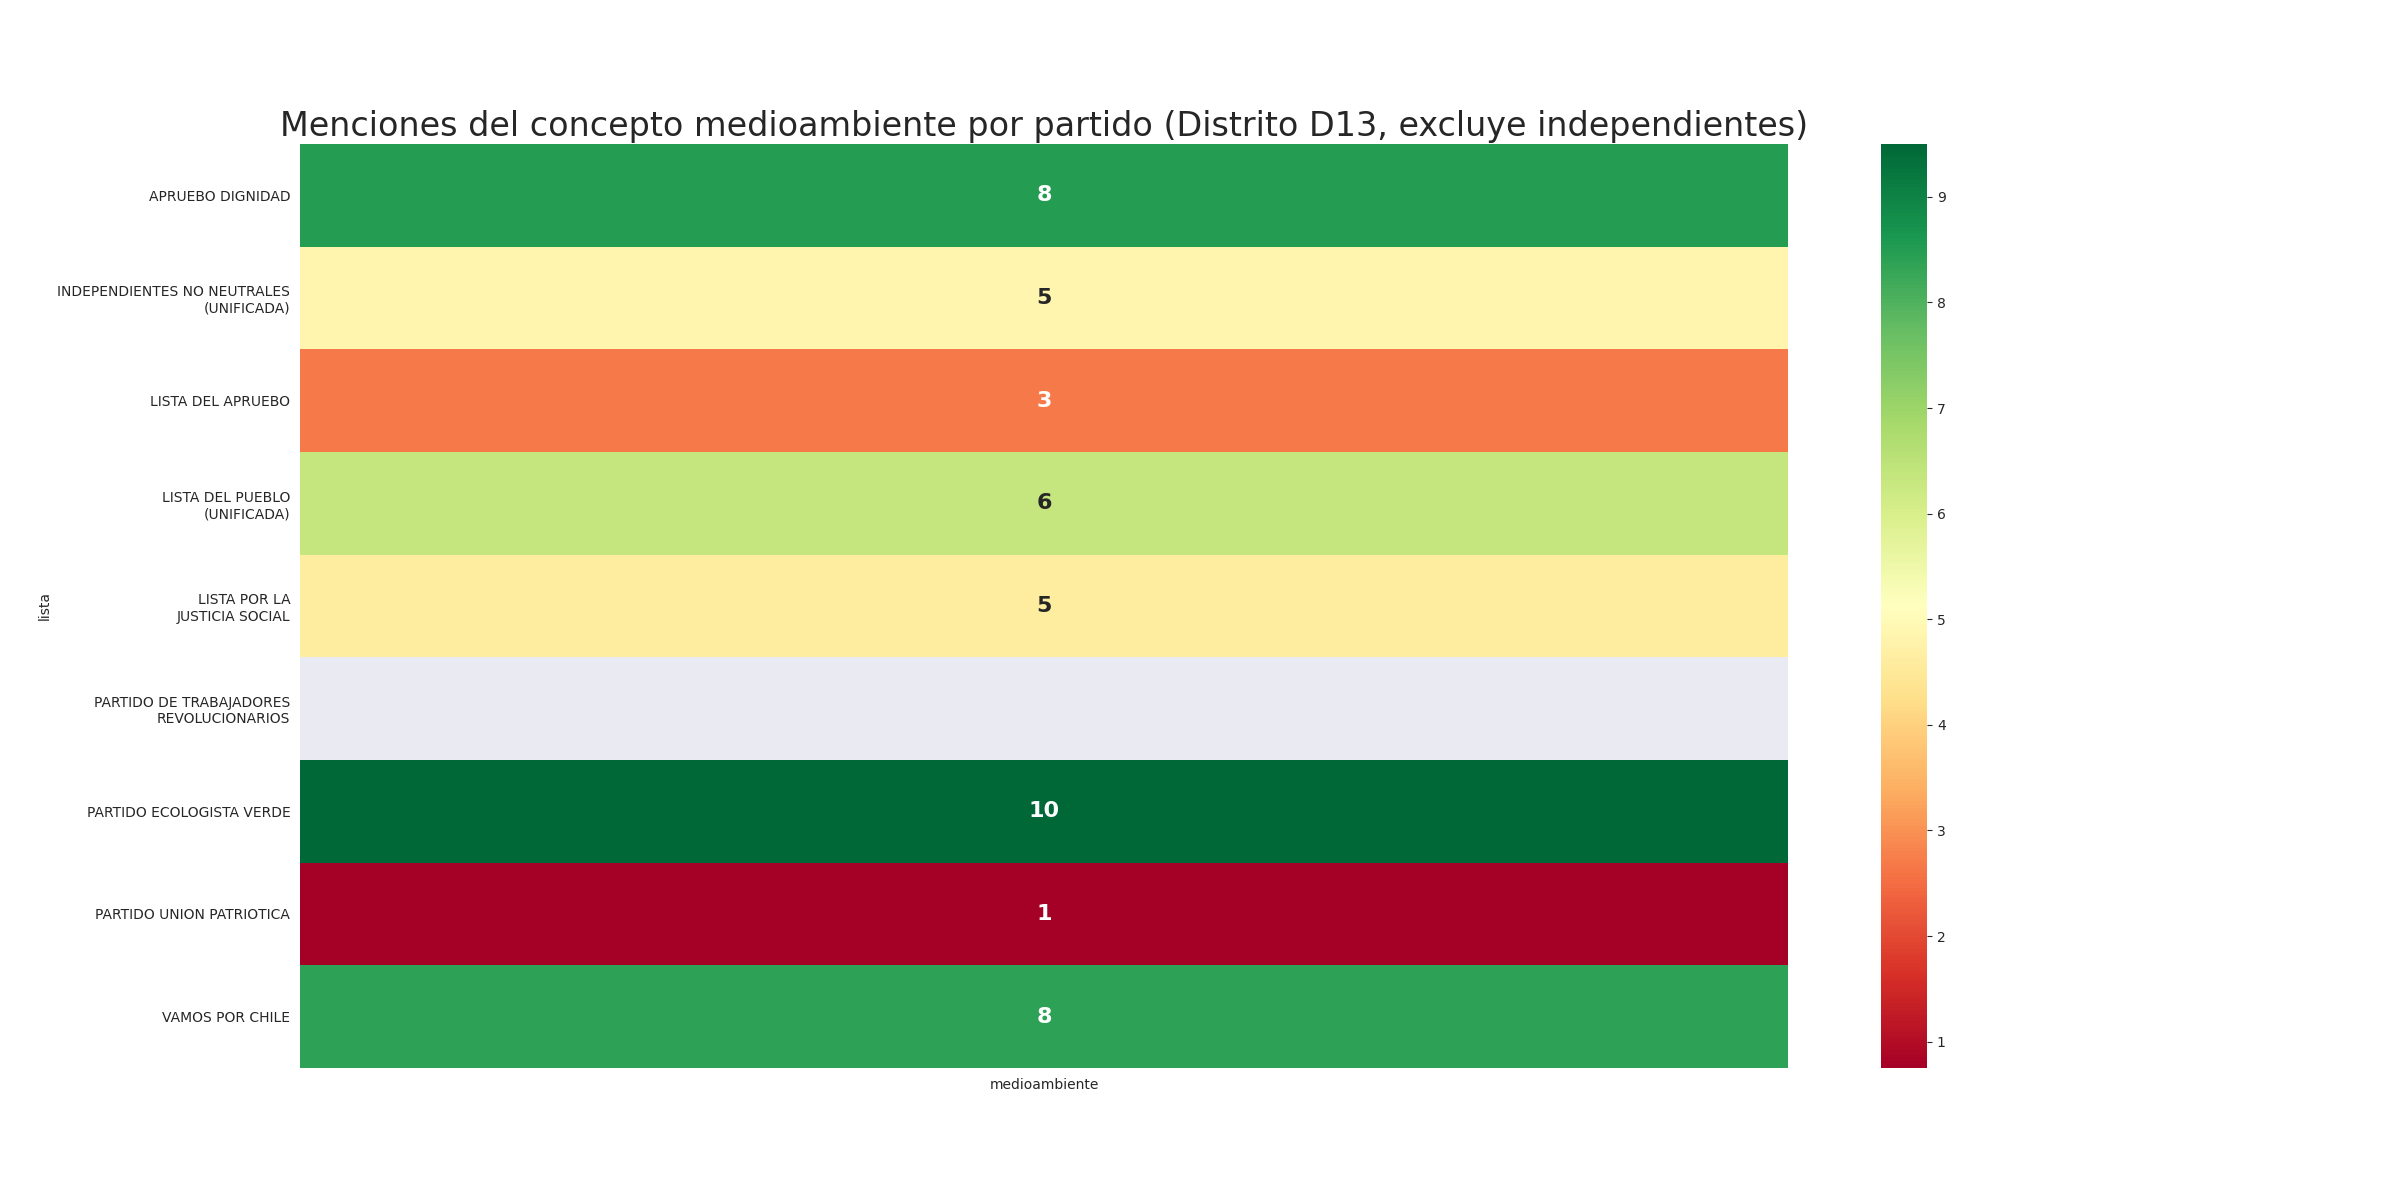 Menciones del concepto medioambiente por partido (Distrito D13, excluye independientes)
APRUEBO DIGNIDAD
8
INDEPENDIENTES NO NEUTRALES
(UNIFICADA)
5
LISTA DEL APRUEBO
3
LISTA DEL PUEBLO
(UNIFICADA)
6
LISTA POR LA
JUSTICIA SOCIAL
5
PARTIDO DE TRABAJADORES
REVOLUCIONARIOS
PARTIDO ECOLOGISTA VERDE
10
PARTIDO UNION PATRIOTICA
1
VAMOS POR CHILE
8
lista
medioambiente
9
8
7
6
5
4
3
2
1